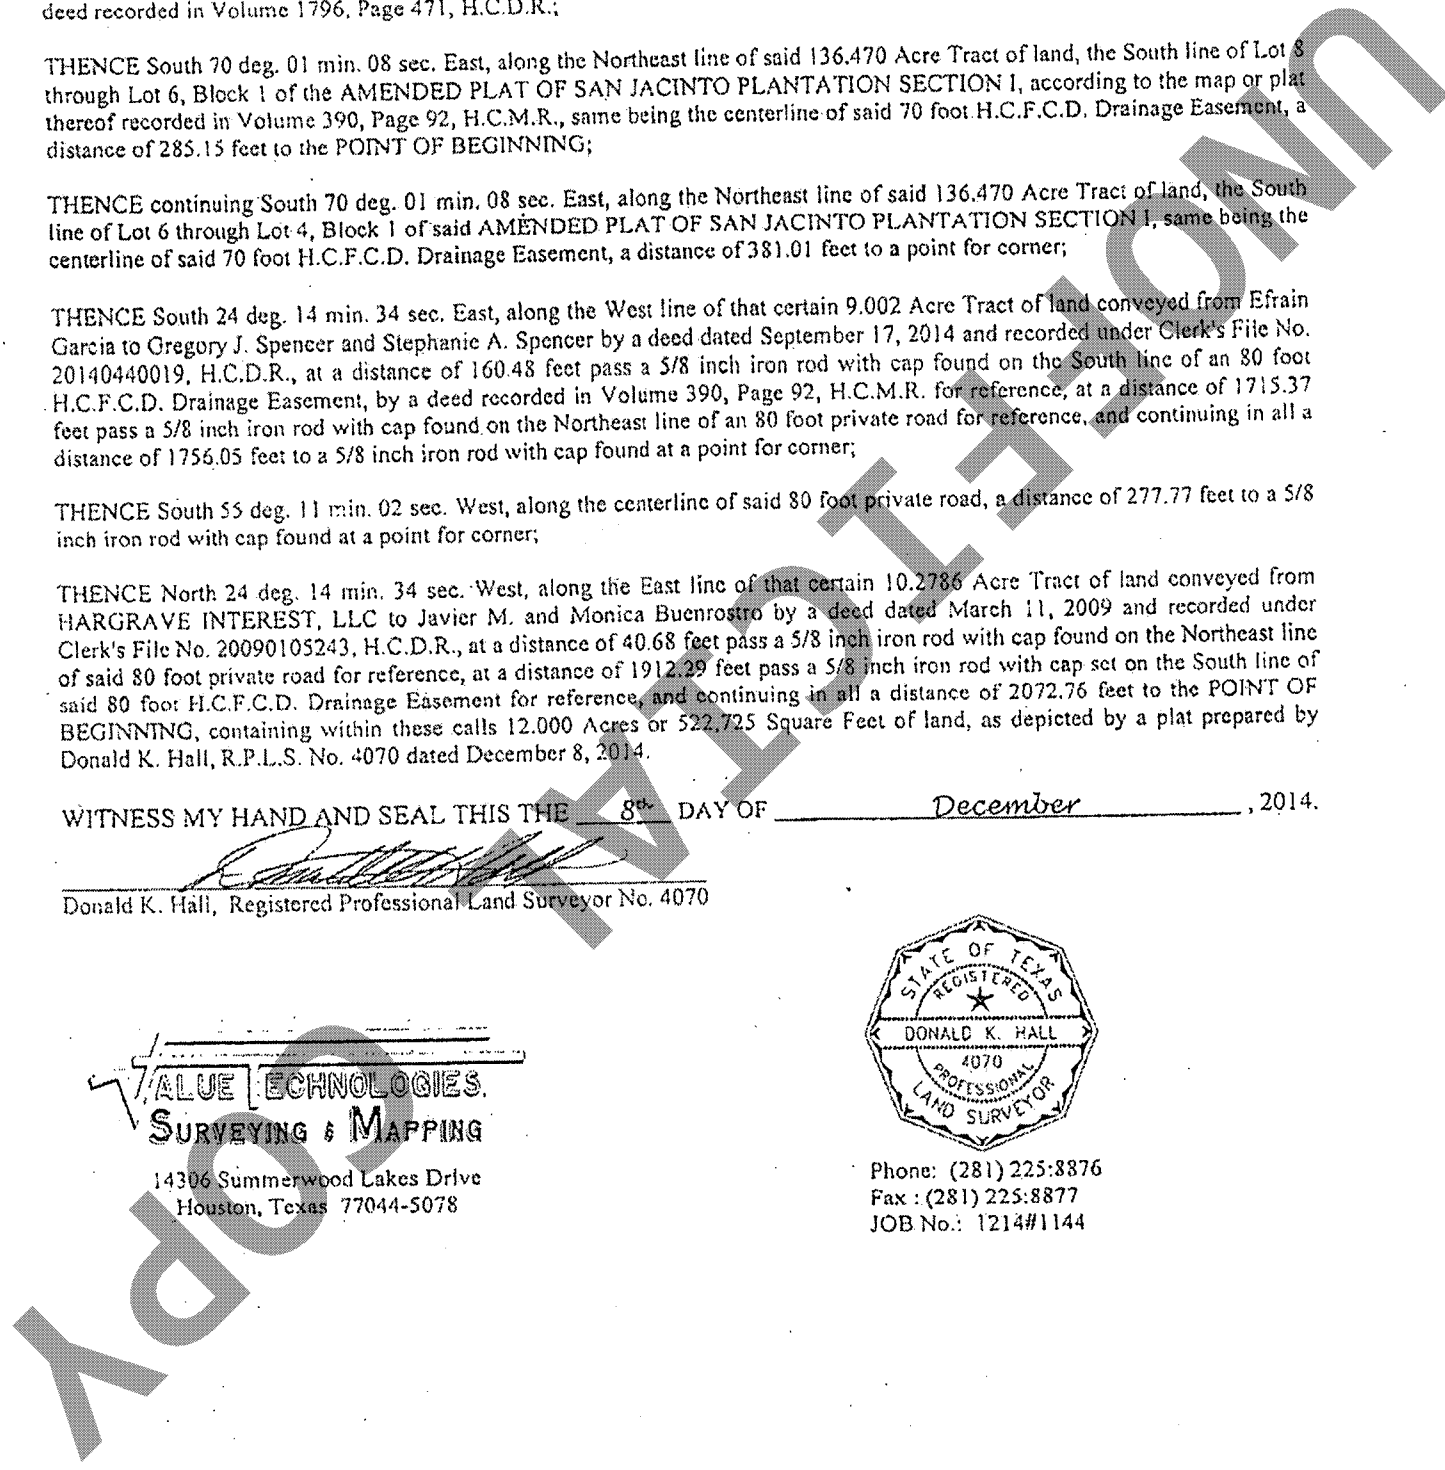 deed recorded in Volume 1796, Page 471, H.C.D.R.;
THENCE South 70 deg. 01 min. 08 sec. East, along the Northeast line of said 136.470 Acre Tract of land, the South line of Lot 8
through Lot 6, Block 1 of the AMENDED PLAT OF SAN JACINTO PLANTATION SECTION I, according to the map or plat
thereof recorded in Volume 390, Page 92, H.C.M.R., same being the centerline of said 70 foot H.C.F.C.D. Drainage Easement, a
distance of 285.15 feet to the POINT OF BEGINNING;
THENCE continuing South 70 deg. 01 min. 08 sec. East, along the Northeast line of said 136.470 Acre Tract of land, the South
line of Lot 6 through Lot 4, Block 1 of said AMENDED PLAT OF SAN JACINTO PLANTATION SECTION I, same being the
centerline of said 70 foot H.C.F.C.D. Drainage Easement, a distance of 381.01 feet to a point for corner;
THENCE South 24 deg. 14 min. 34 sec. East, along the West line of that certain 9.002 Acre Tract of land conveyed from Efrain
Garcia to Gregory J. Spencer and Stephanie A. Spencer by a deed dated September 17, 2014 and recorded under Clerk's File No.
20140440019, H.C.D.R., at a distance of 160.48 feet pass a 5/8 inch iron rod with cap found on the South line of an 80 foot
H.C.F.C.D. Drainage Easement, by a deed recorded in Volume 390, Page 92, H.C.M.R. for reference, at a distance of 1715.37
feet pass a 5/8 inch iron rod with cap found on the Northeast line of an 80 foot private road for reference, and continuing in all a
distance of 1756.05 feet to a 5/8 inch iron rod with cap found at a point for corner;
THENCE South 55 deg. 11 min. 02 sec. West, along the centerline of said 80 foot private road, a distance of 277.77 feet to a 5/8
inch iron rod with cap found at a point for corner;
THENCE North 24 deg. 14 min. 34 sec. West, along the East line of that certain 10.2786 Acre Tract of land conveyed from
HARGRAVE INTEREST, LLC to Javier M. and Monica Buenrostro by a deed dated March 11, 2009 and recorded under
Clerk's File No. 20090105243, H.C.D.R., at a distance of 40.68 feet pass a 5/8 inch iron rod with cap found on the Northeast line
of said 80 foot private road for reference, at a distance of 1912.29 feet pass a 5/8 inch iron rod with cap set on the South line of
said 80 foot H.C.F.C.D. Drainage Easement for reference, and continuing in all a distance of 2072.76 feet to the POINT OF
BEGINNING, containing within these calls 12.000 Acres or 522,725 Square Feet of land, as depicted by a plat prepared by
Donald K. Hall, R.P.L.S. No. 4070 dated December 8, 2014.
WITNESS MY HAND AND SEAL THIS THE 8th DAY OF December, 2014.
Donald K. Hall, Registered Professional Land Surveyor No. 4070
STATE OF TEXAS
REGISTERED
DONALD K. HALL
4070
PROFESSIONAL
LAND SURVEYOR
VALUE TECHNOLOGIES.
SURVEYING & MAPPING
14306 Summerwood Lakes Drive
Houston, Texas 77044-5078
Phone: (281) 225:8876
Fax : (281) 225:8877
JOB No.: 1214#1144
UNOFFICIAL
COPY